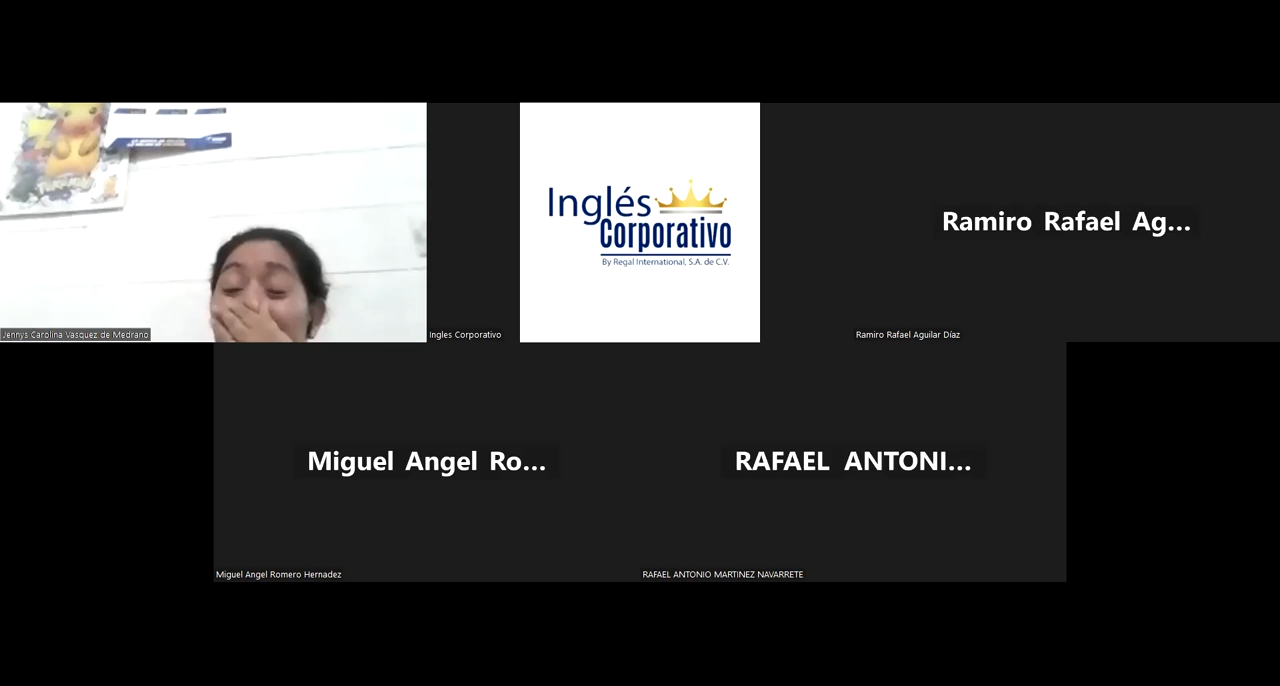 Jennys Carolina Vasquez de Medrano
Inglés
Corporativo
By Regal International, S.A. de C.V.
Ingles Corporativo
Ramiro Rafael Ag...
Ramiro Rafael Aguilar Díaz
Miguel Angel Ro...
Miguel Angel Romero Hernadez
RAFAEL ANTONI...
RAFAEL ANTONIO MARTINEZ NAVARRETE